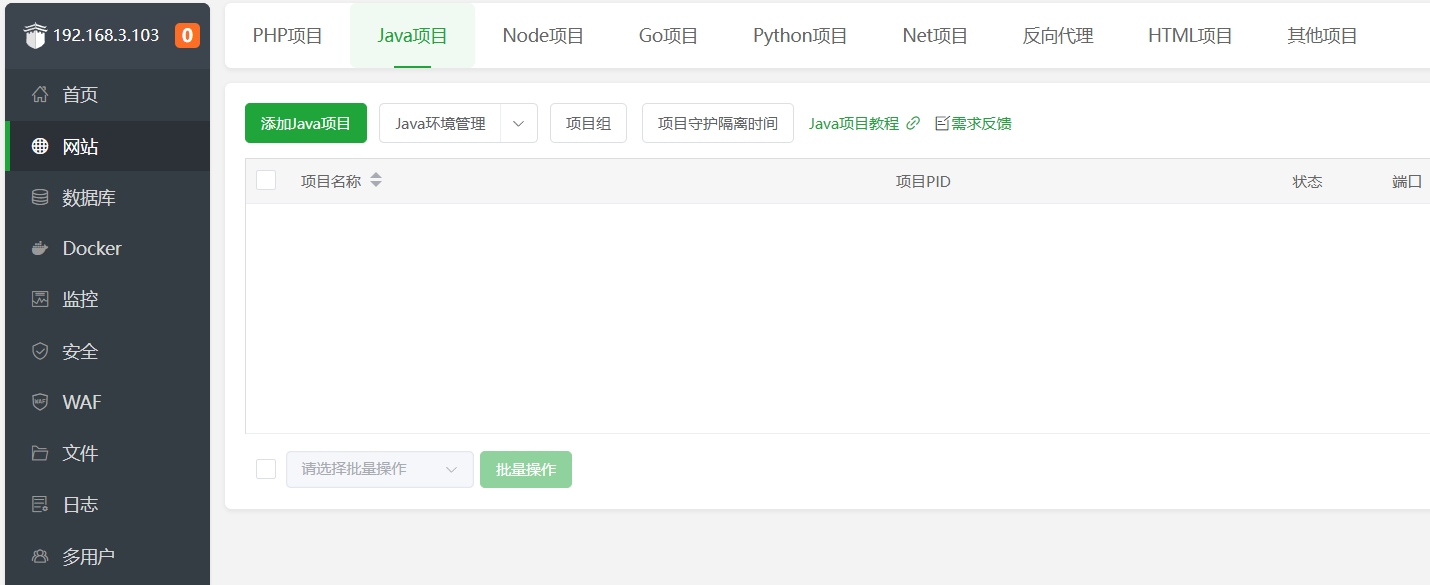 192.168.3.103 0
首页
网站
数据库
Docker
监控
安全
WAF
文件
日志
多用户
PHP项目 Java项目 Node项目 Go项目 Python项目 Net项目 反向代理 HTML项目 其他项目
添加Java项目 Java环境管理 项目组 项目守护隔离时间 Java项目教程 需求反馈
项目名称 项目PID 状态 端口
请选择批量操作 批量操作